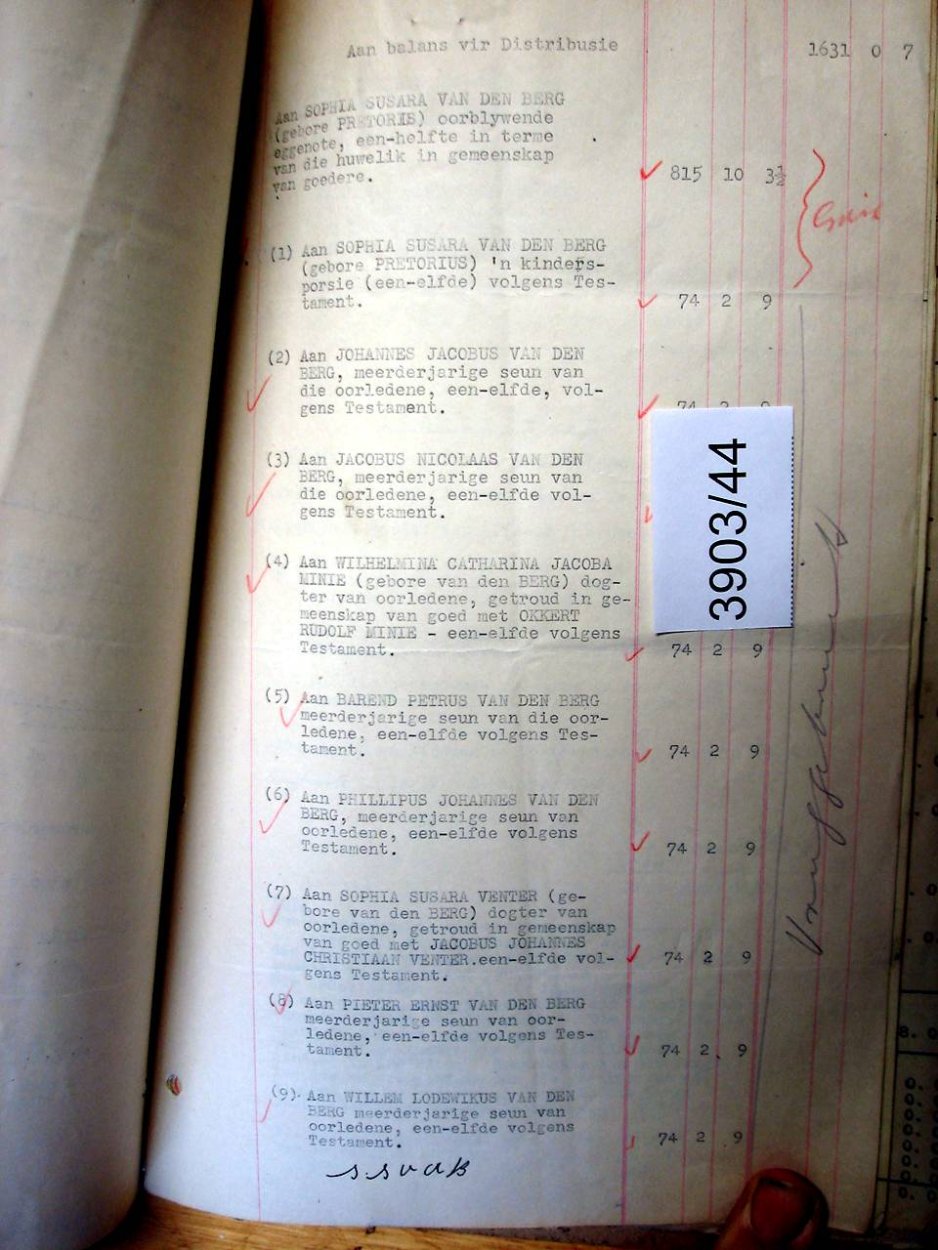 Aan balans vir Distribusie 1631 0 7
Aan SOPHIA SUSARA VAN DEN BERG
(gebore PRETORIS) oorblywende
eggenote, een-helfte in terme
van die huwelik in gemeenskap
van goedere. 815 10 3½
(1) Aan SOPHIA SUSARA VAN DEN BERG
(gebore PRETORIUS) 'n kinders-
porsie (een-elfde) volgens Tes-
tament. 74 2 9
(2) Aan JOHANNES JACOBUS VAN DEN
BERG, meerderjarige seun van
die oorledene, een-elfde, vol-
gens Testament. 74 2 9
(3) Aan JACOBUS NICOLAAS VAN DEN
BERG, meerderjarige seun van
die oorledene, een-elfde vol-
gens Testament.
3903/44
(4) Aan WILHELMINA CATHARINA JACOBA
MINIE (gebore van den BERG) dog-
ter van oorledene, getroud in ge-
meenskap van goed met OKKERT
RUDOLF MINIE - een-elfde volgens
Testament. 74 2 9
(5) Aan BAREND PETRUS VAN DEN BERG
meerderjarige seun van die oor-
ledene, een-elfde volgens Tes-
tament. 74 2 9
(6) Aan PHILLIPUS JOHANNES VAN DEN
BERG, meerderjarige seun van
oorledene, een-elfde volgens
Testament. 74 2 9
(7) Aan SOPHIA SUSARA VENTER (ge-
bore van den BERG) dogter van
oorledene, getroud in gemeenskap
van goed met JACOBUS JOHANNES
CHRISTIAAN VENTER.een-elfde vol-
gens Testament. 74 2 9
(8) Aan PIETER ERNST VAN DEN BERG
meerderjarige seun van oor-
ledene, een-elfde volgens Tes-
tament. 74 2 9
(9) Aan WILLEM LODEWIKUS VAN DEN
BERG meerderjarige seun van
oorledene, een-elfde volgens
Testament. 74 2 9
S.S.V.D.B